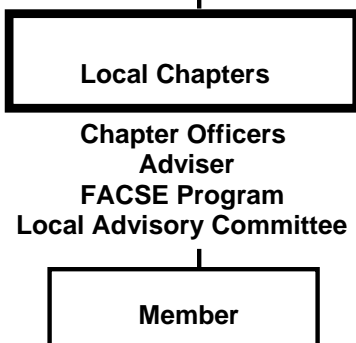 Local Chapters
Chapter Officers
Adviser
FACSE Program
Local Advisory Committee
Member